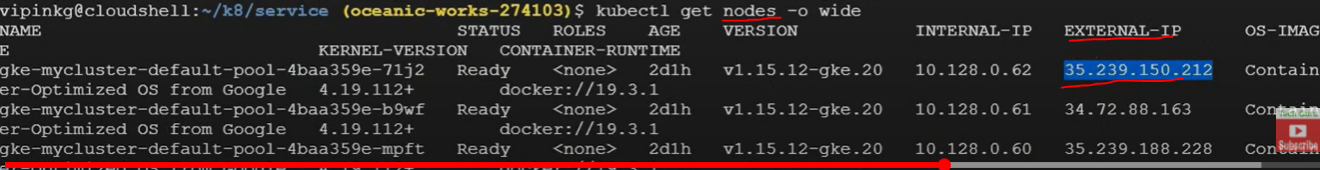 vipinkg@cloudshell:~/k8/service (oceanic-works-274103)$ kubectl get nodes -o wide
NAME STATUS ROLES AGE VERSION INTERNAL-IP EXTERNAL-IP OS-IMAG
E KERNEL-VERSION CONTAINER-RUNTIME
gke-mycluster-default-pool-4baa359e-71j2 Ready <none> 2d1h v1.15.12-gke.20 10.128.0.62 35.239.150.212 Contain
er-Optimized OS from Google 4.19.112+ docker://19.3.1
gke-mycluster-default-pool-4baa359e-b9wf Ready <none> 2d1h v1.15.12-gke.20 10.128.0.61 34.72.88.163 Contain
er-Optimized OS from Google 4.19.112+ docker://19.3.1
gke-mycluster-default-pool-4baa359e-mpft Ready <none> 2d1h v1.15.12-gke.20 10.128.0.60 35.239.188.228 Contain
Subscribe